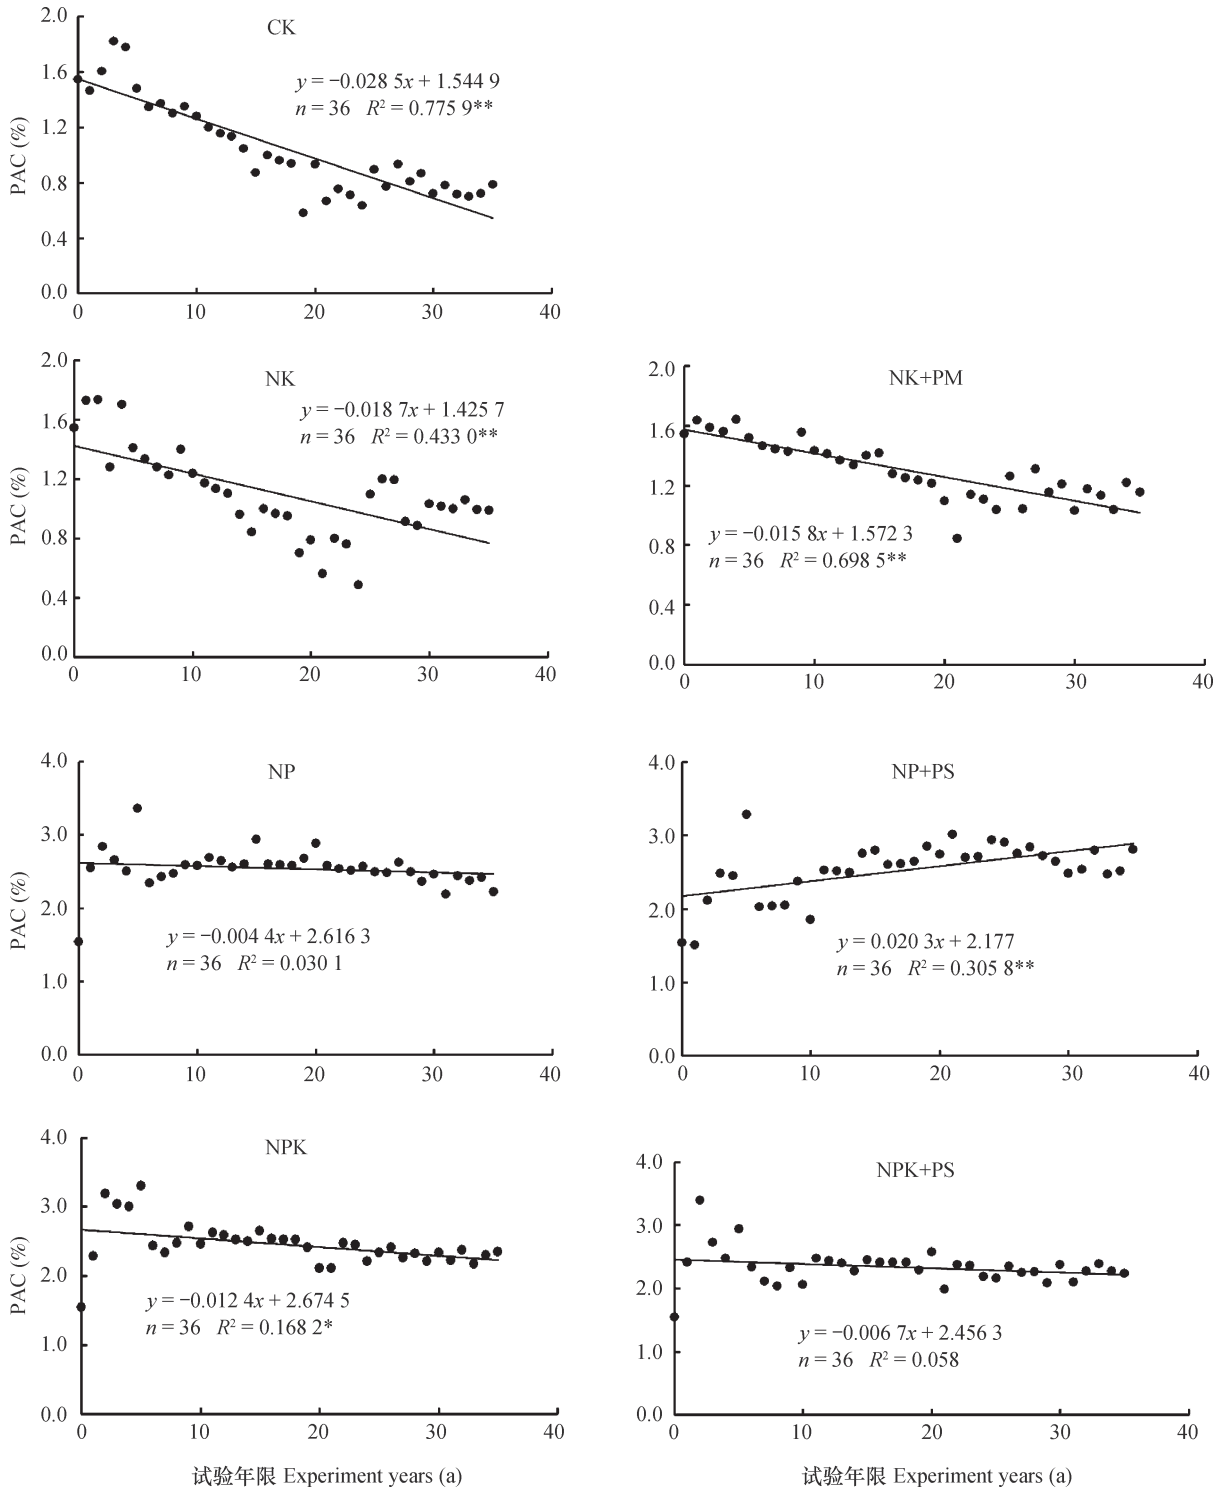 CK
y = −0.028 5x + 1.544 9
n = 36 R² = 0.775 9**
PAC (%)
2.0
1.6
1.2
0.8
0.4
0.0
0 10 20 30 40
NK
y = −0.018 7x + 1.425 7
n = 36 R² = 0.433 0**
PAC (%)
2.0
1.6
1.2
0.8
0.4
0.0
0 10 20 30 40
NK+PM
y = −0.015 8x + 1.572 3
n = 36 R² = 0.698 5**
2.0
1.6
1.2
0.8
0.4
0.0
0 10 20 30 40
NP
y = −0.004 4x + 2.616 3
n = 36 R² = 0.030 1
PAC (%)
4.0
3.0
2.0
1.0
0.0
0 10 20 30 40
NP+PS
y = 0.020 3x + 2.177
n = 36 R² = 0.305 8**
4.0
3.0
2.0
1.0
0.0
0 10 20 30 40
NPK
y = −0.012 4x + 2.674 5
n = 36 R² = 0.168 2*
PAC (%)
4.0
3.0
2.0
1.0
0.0
0 10 20 30 40
试验年限 Experiment years (a)
NPK+PS
y = −0.006 7x + 2.456 3
n = 36 R² = 0.058
4.0
3.0
2.0
1.0
0.0
0 10 20 30 40
试验年限 Experiment years (a)